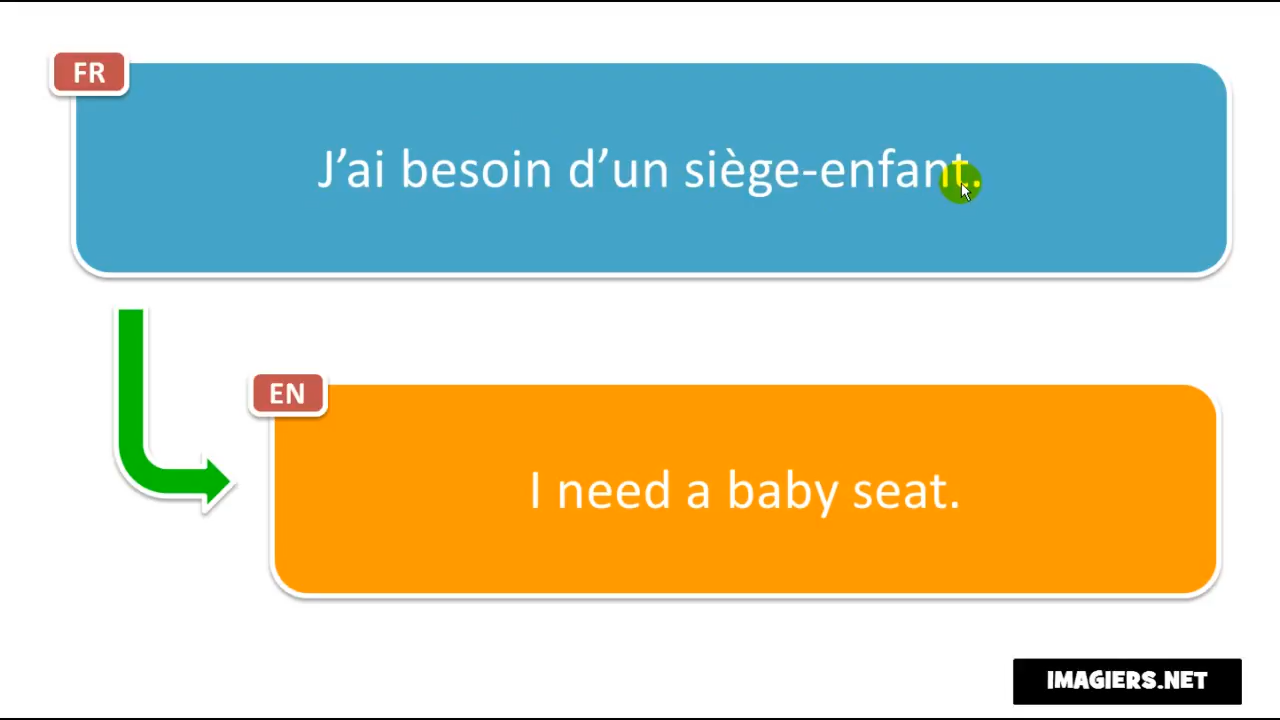 FR
J’ai besoin d’un siège-enfant.
EN
I need a baby seat.
IMAGIERS.NET